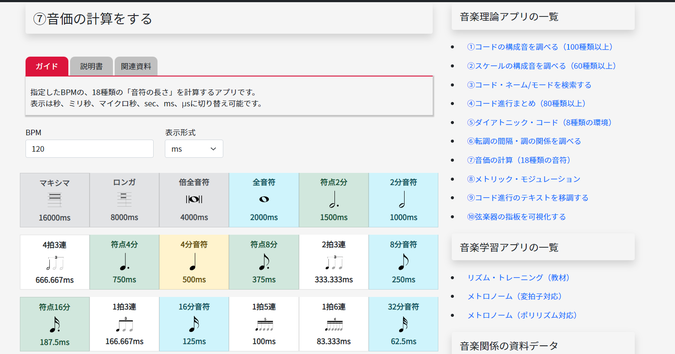 ⑦音価の計算をする
ガイド
説明書
関連資料
指定したBPMの、18種類の「音符の長さ」を計算するアプリです。
表示は秒、ミリ秒、マイクロ秒、sec、ms、μsに切り替え可能です。
BPM
表示形式
120
ms
マキシマ
ロンガ
倍全音符
全音符
符点2分
2分音符
16000ms
8000ms
4000ms
2000ms
1500ms
1000ms
4拍3連
符点4分
4分音符
符点8分
2拍3連
8分音符
666.667ms
750ms
500ms
375ms
333.333ms
250ms
符点16分
1拍3連
16分音符
1拍5連
1拍6連
32分音符
187.5ms
166.667ms
125ms
100ms
83.333ms
62.5ms
音楽理論アプリの一覧
①コードの構成音を調べる（100種類以上）
②スケールの構成音を調べる（60種類以上）
③コード・ネーム/モードを検索する
④コード進行まとめ（80種類以上）
⑤ダイアトニック・コード（8種類の環境）
⑥転調の間隔・調の関係を調べる
⑦音価の計算（18種類の音符）
⑧メトリック・モジュレーション
⑨コード進行のテキストを移調する
⑩弦楽器の指板を可視化する
音楽学習アプリの一覧
リズム・トレーニング（教材）
メトロノーム（変拍子対応）
メトロノーム（ポリリズム対応）
音楽関係の資料データ